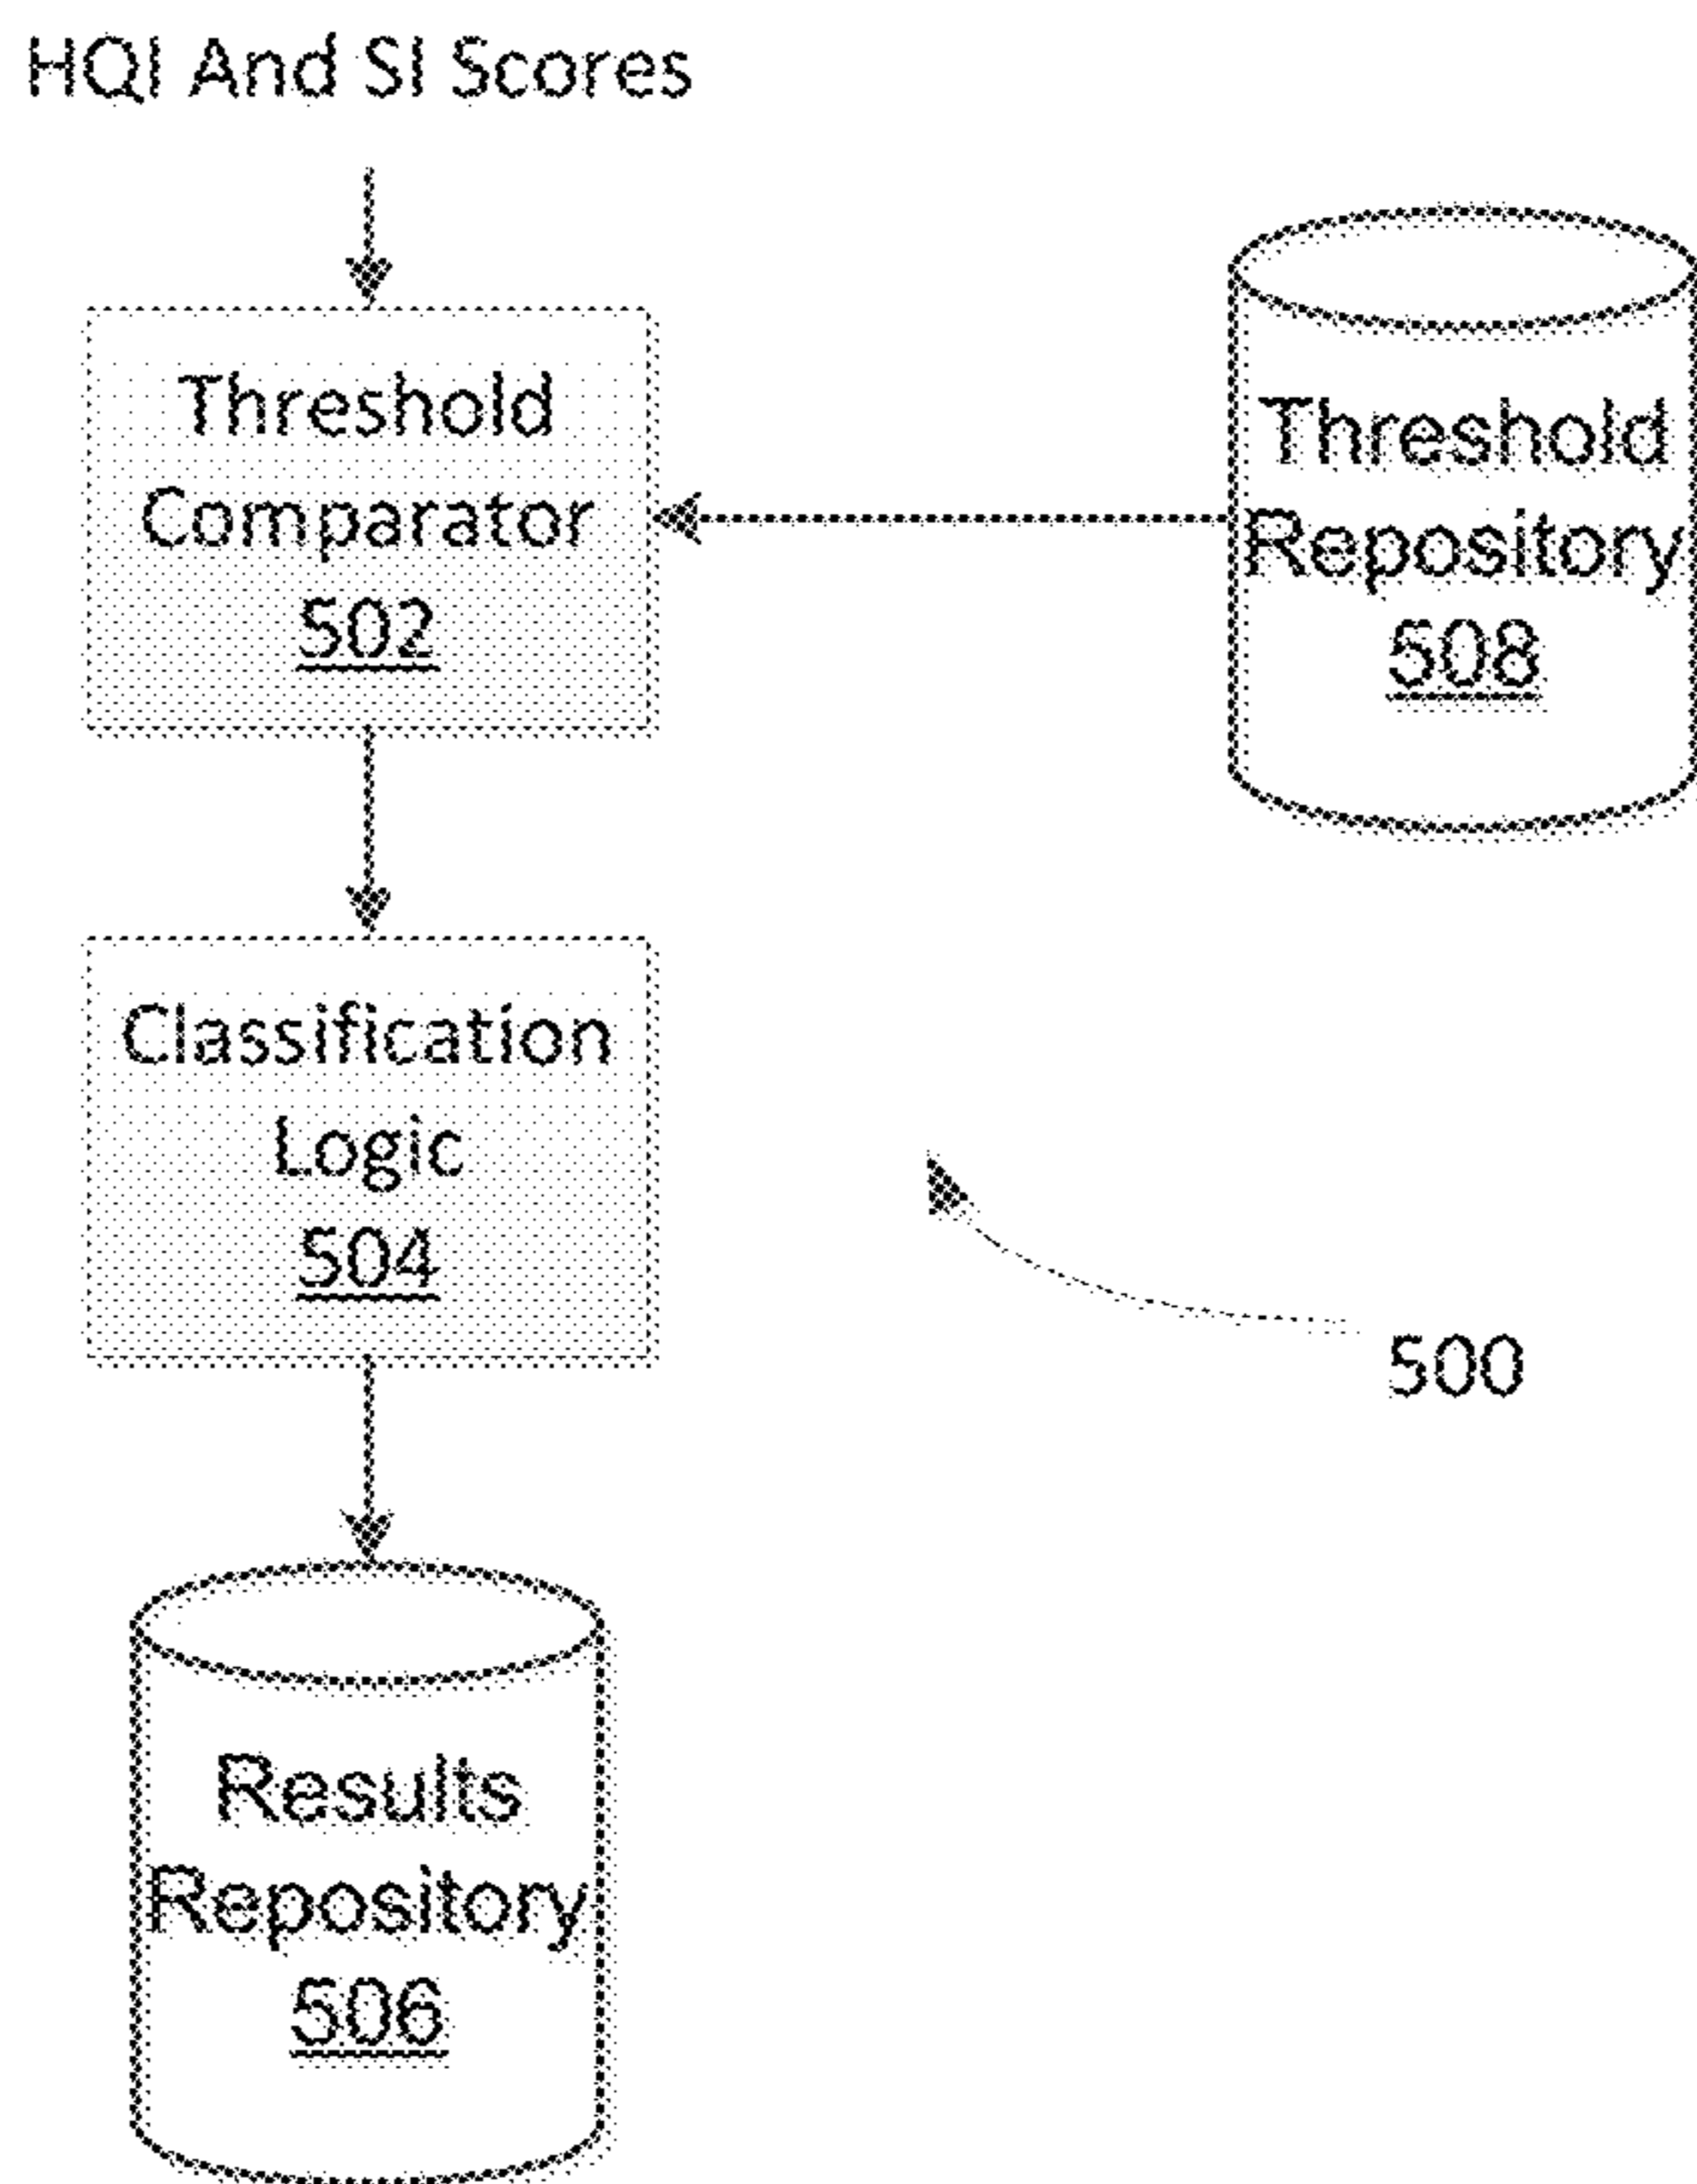 HQI And SI Scores
Threshold
Comparator
502
Threshold
Repository
508
Classification
Logic
504
500
Results
Repository
506